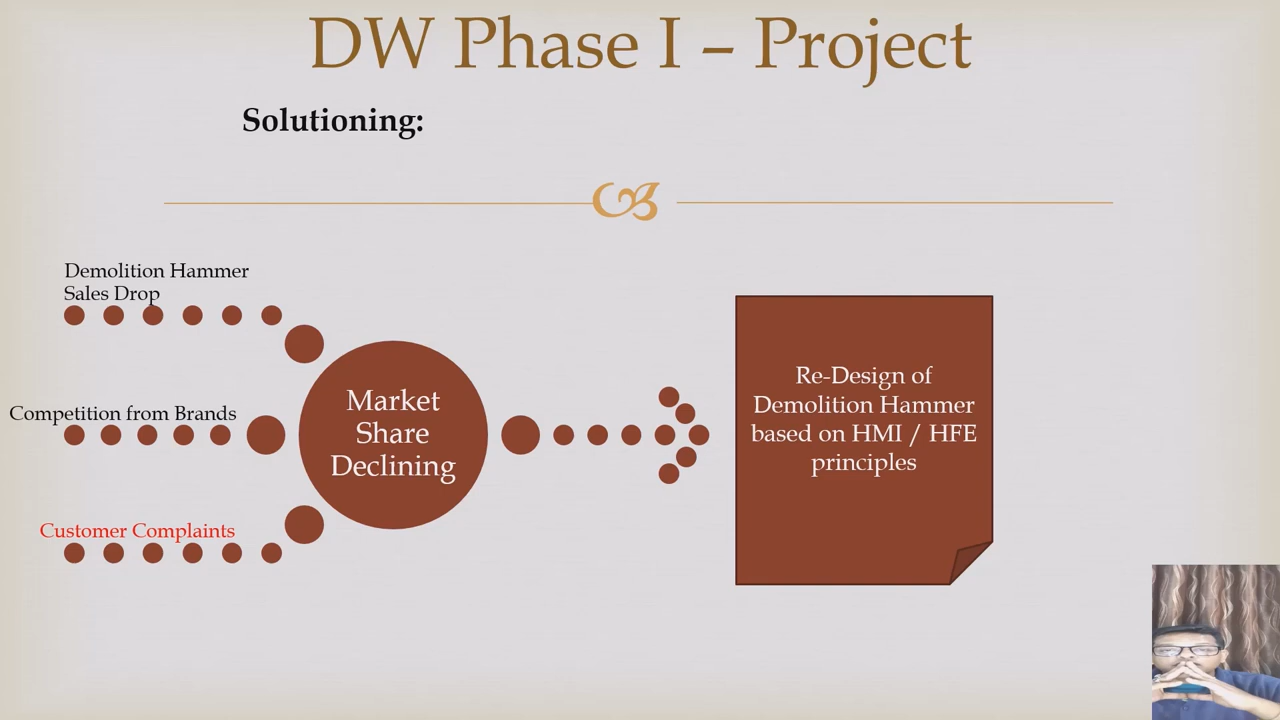 DW Phase I – Project
Solutioning:
Demolition Hammer
Sales Drop
Competition from Brands
Customer Complaints
Market
Share
Declining
Re-Design of
Demolition Hammer
based on HMI / HFE
principles